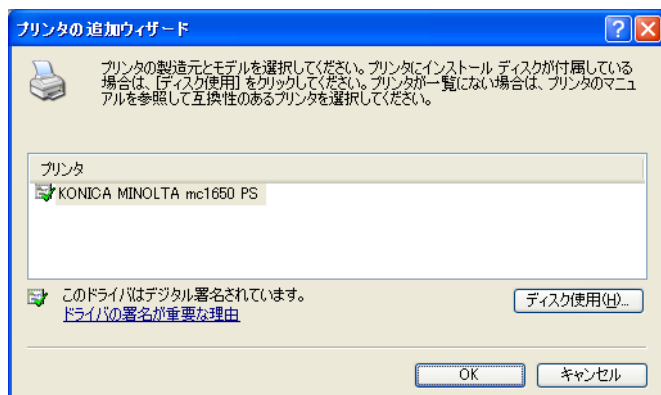 プリンタの追加ウィザード
プリンタの製造元とモデルを選択してください。プリンタにインストール ディスクが付属している
場合は、[ディスク使用] をクリックしてください。プリンタが一覧にない場合は、プリンタのマニュ
アルを参照して互換性のあるプリンタを選択してください。
プリンタ
KONICA MINOLTA mc1650 PS
このドライバはデジタル署名されています。
ディスク使用(H)...
ドライバの署名が重要な理由
OK
キャンセル